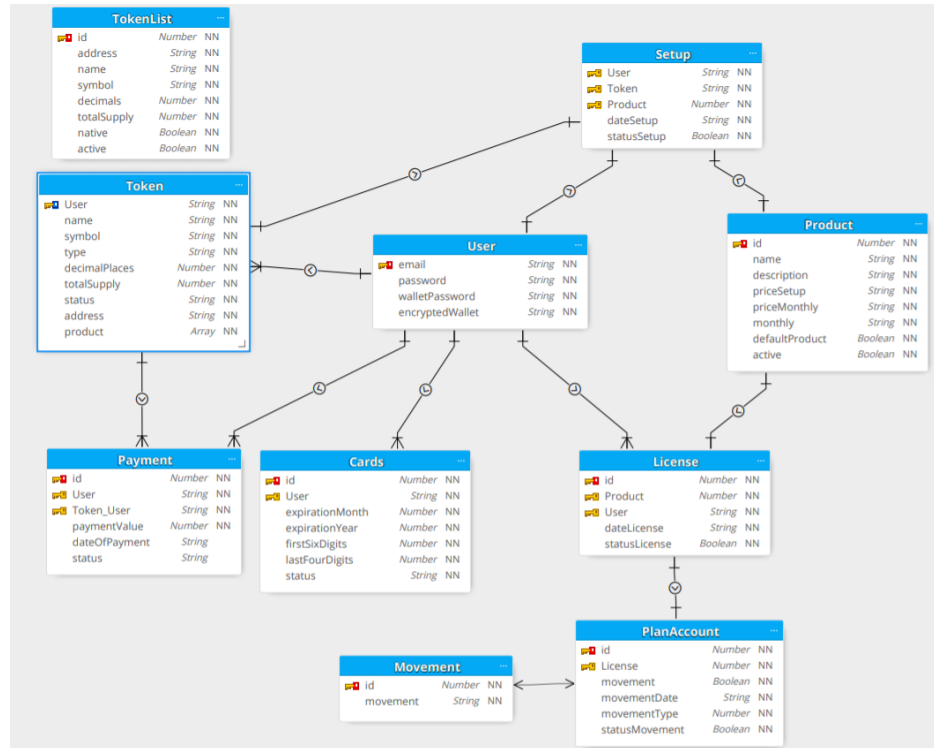 TokenList ...
id Number NN
address String NN
name String NN
symbol String NN
decimals Number NN
totalSupply Number NN
native Boolean NN
active Boolean NN
Setup ...
User String NN
Token String NN
Product Number NN
dateSetup String NN
statusSetup Boolean NN
Token ...
User String NN
name String NN
symbol String NN
type String NN
decimalPlaces Number NN
totalSupply Number NN
status String NN
address String NN
product Array NN
User ...
email String NN
password String NN
walletPassword String NN
encryptedWallet String NN
Product ...
id Number NN
name String NN
description String NN
priceSetup String NN
priceMonthly String NN
monthly String NN
defaultProduct Boolean NN
active Boolean NN
Payment ...
id Number NN
User String NN
Token_User String NN
paymentValue Number NN
dateOfPayment String
status String
Cards ...
id Number NN
User String NN
expirationMonth Number NN
expirationYear Number NN
firstSixDigits Number NN
lastFourDigits Number NN
status String NN
License ...
id Number NN
Product Number NN
User String NN
dateLicense String NN
statusLicense Boolean NN
Movement ...
id Number NN
movement String NN
PlanAccount ...
id Number NN
License Number NN
movement Boolean NN
movementDate String NN
movementType Number NN
statusMovement Boolean NN